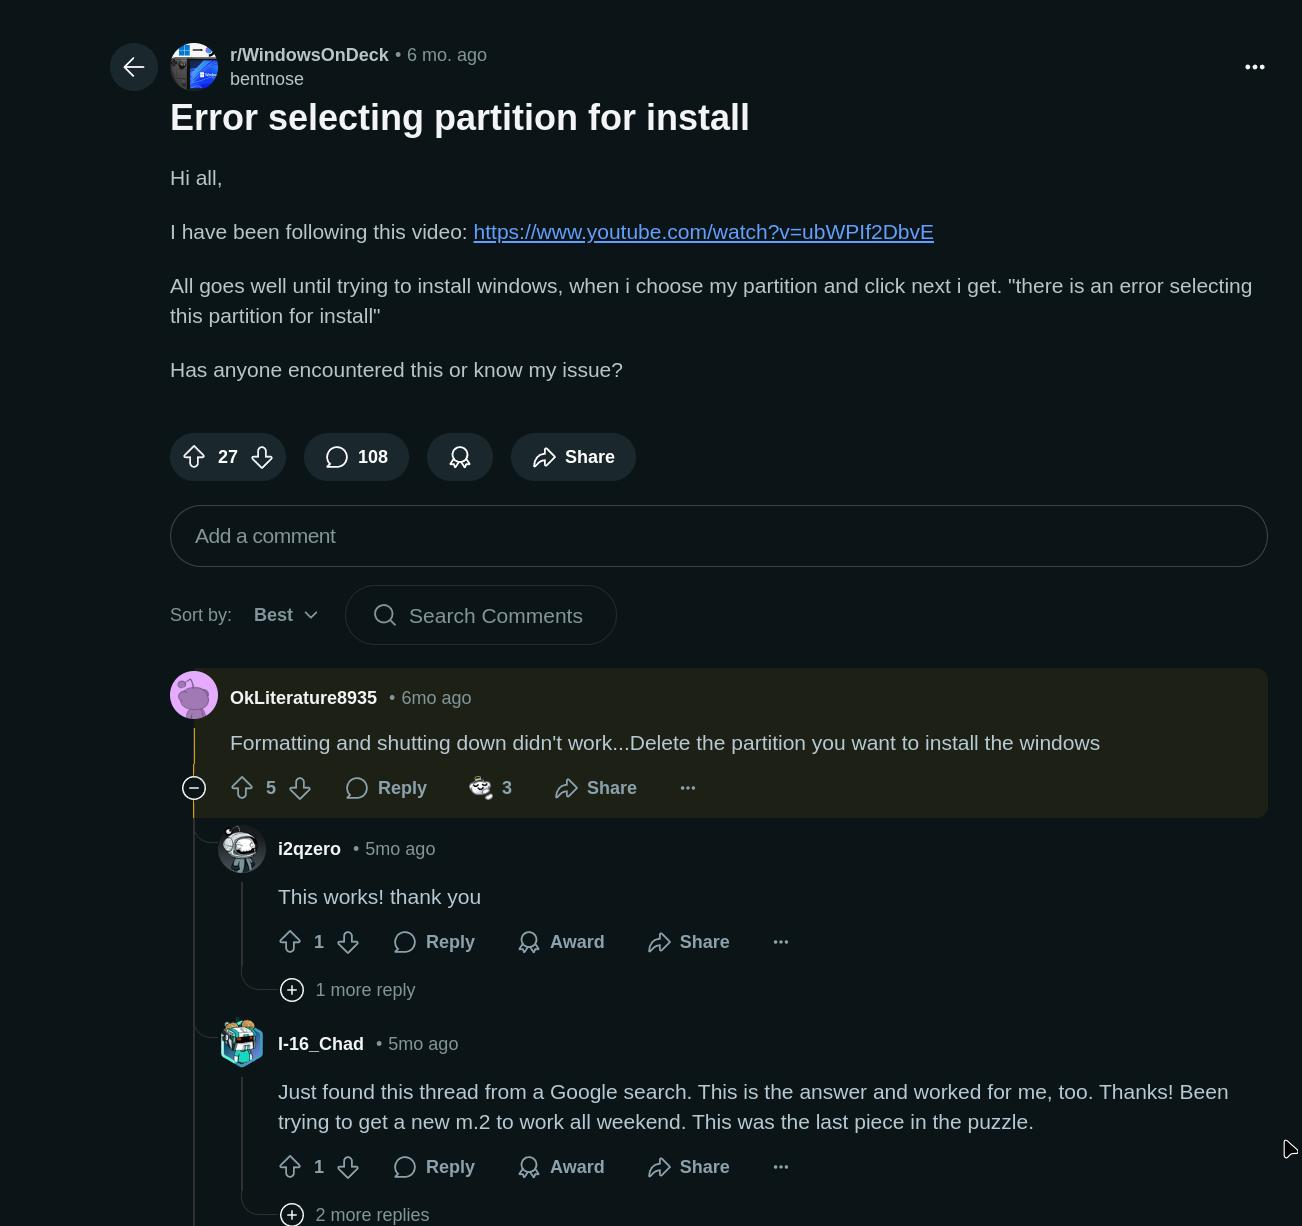 r/WindowsOnDeck • 6 mo. ago
bentnose
Error selecting partition for install
Hi all,
I have been following this video: https://www.youtube.com/watch?v=ubWPIf2DbvE
All goes well until trying to install windows, when i choose my partition and click next i get. "there is an error selecting
this partition for install"
Has anyone encountered this or know my issue?
27 108 Share
Add a comment
Sort by: Best Search Comments
OkLiterature8935 • 6mo ago
Formatting and shutting down didn't work...Delete the partition you want to install the windows
5 Reply 3 Share
i2qzero • 5mo ago
This works! thank you
1 Reply Award Share
1 more reply
I-16_Chad • 5mo ago
Just found this thread from a Google search. This is the answer and worked for me, too. Thanks! Been
trying to get a new m.2 to work all weekend. This was the last piece in the puzzle.
1 Reply Award Share
2 more replies